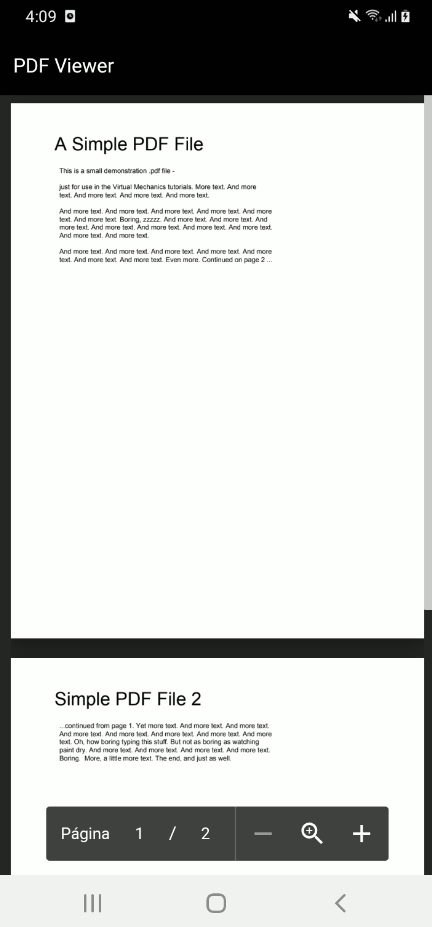 4:09
PDF Viewer
A Simple PDF File
This is a small demonstration .pdf file -
just for use in the Virtual Mechanics tutorials. More text. And more
text. And more text. And more text. And more text.
And more text. And more text. And more text. And more text. And more
text. And more text. Boring, zzzzz. And more text. And more text. And
more text. And more text. And more text. And more text. And more text.
And more text. And more text.
And more text. And more text. And more text. And more text. And more
text. And more text. And more text. Even more. Continued on page 2 ...
Simple PDF File 2
...continued from page 1. Yet more text. And more text. And more text.
And more text. And more text. And more text. And more text. And more
text. Oh, how boring typing this stuff. But not as boring as watching
paint dry. And more text. And more text. And more text. And more text.
Boring. More, a little more text. The end, and just as well.
Página 1 / 2